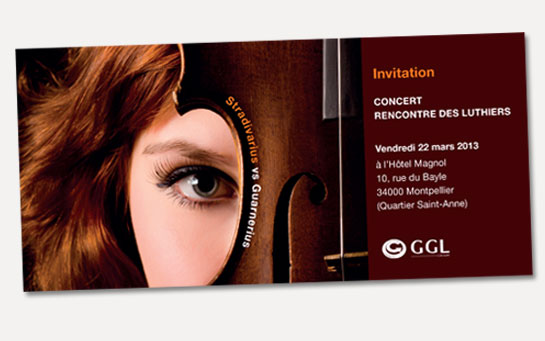 Stradivarius vs Guarnerius
Invitation
CONCERT
RENCONTRE DES LUTHIERS
Vendredi 22 mars 2013
à l'Hôtel Magnol
10, rue du Bayle
34000 Montpellier
(Quartier Saint-Anne)
GGL